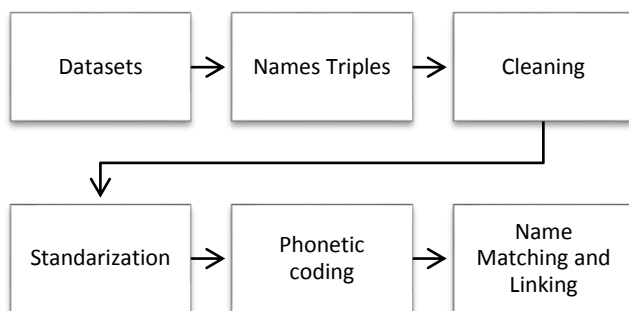 Datasets
Names Triples
Cleaning
Standarization
Phonetic
coding
Name
Matching and
Linking